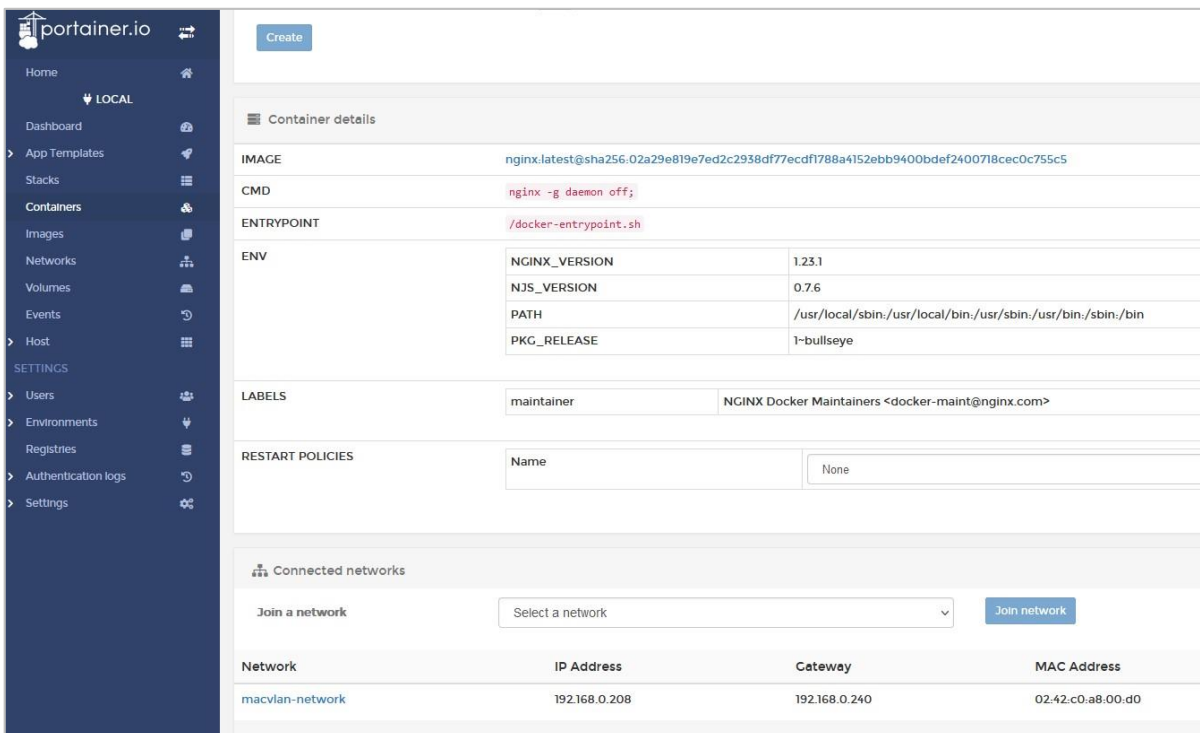 portainer.io
Create
Home
LOCAL
Dashboard
App Templates
Stacks
Containers
Images
Networks
Volumes
Events
Host
SETTINGS
Users
Environments
Registries
Authentication logs
Settings
Container details
IMAGE nginx:latest@sha256:02a29e819e7ed2c2938df77ecdf1788a4152ebb9400bdef2400718cec0c755c5
CMD nginx -g daemon off;
ENTRYPOINT /docker-entrypoint.sh
ENV NGINX_VERSION 1.23.1
NJS_VERSION 0.7.6
PATH /usr/local/sbin:/usr/local/bin:/usr/sbin:/usr/bin:/sbin:/bin
PKG_RELEASE 1~bullseye
LABELS maintainer NGINX Docker Maintainers <docker-maint@nginx.com>
RESTART POLICIES Name None
Connected networks
Join a network Select a network Join network
Network IP Address Gateway MAC Address
macvlan-network 192.168.0.208 192.168.0.240 02:42:c0:a8:00:d0